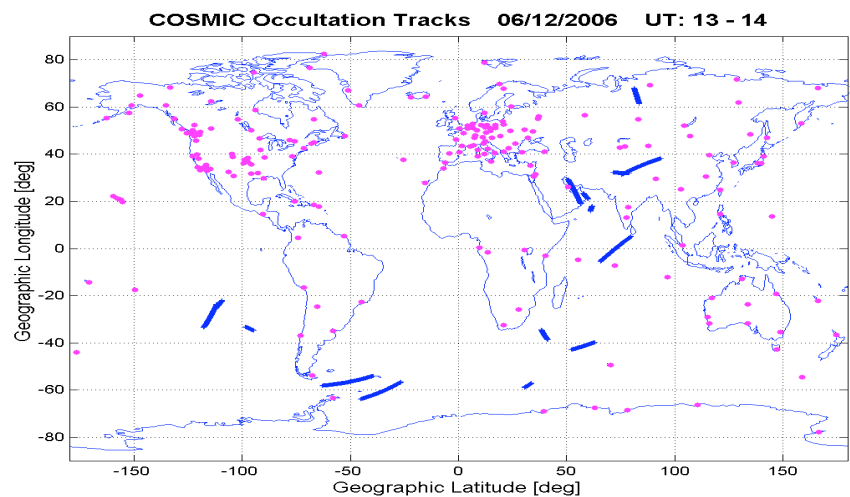 COSMIC Occultation Tracks 06/12/2006 UT: 13 - 14
Geographic Longitude [deg]
80
60
40
20
0
-20
-40
-60
-80
-150 -100 -50 0 50 100 150
Geographic Latitude [deg]